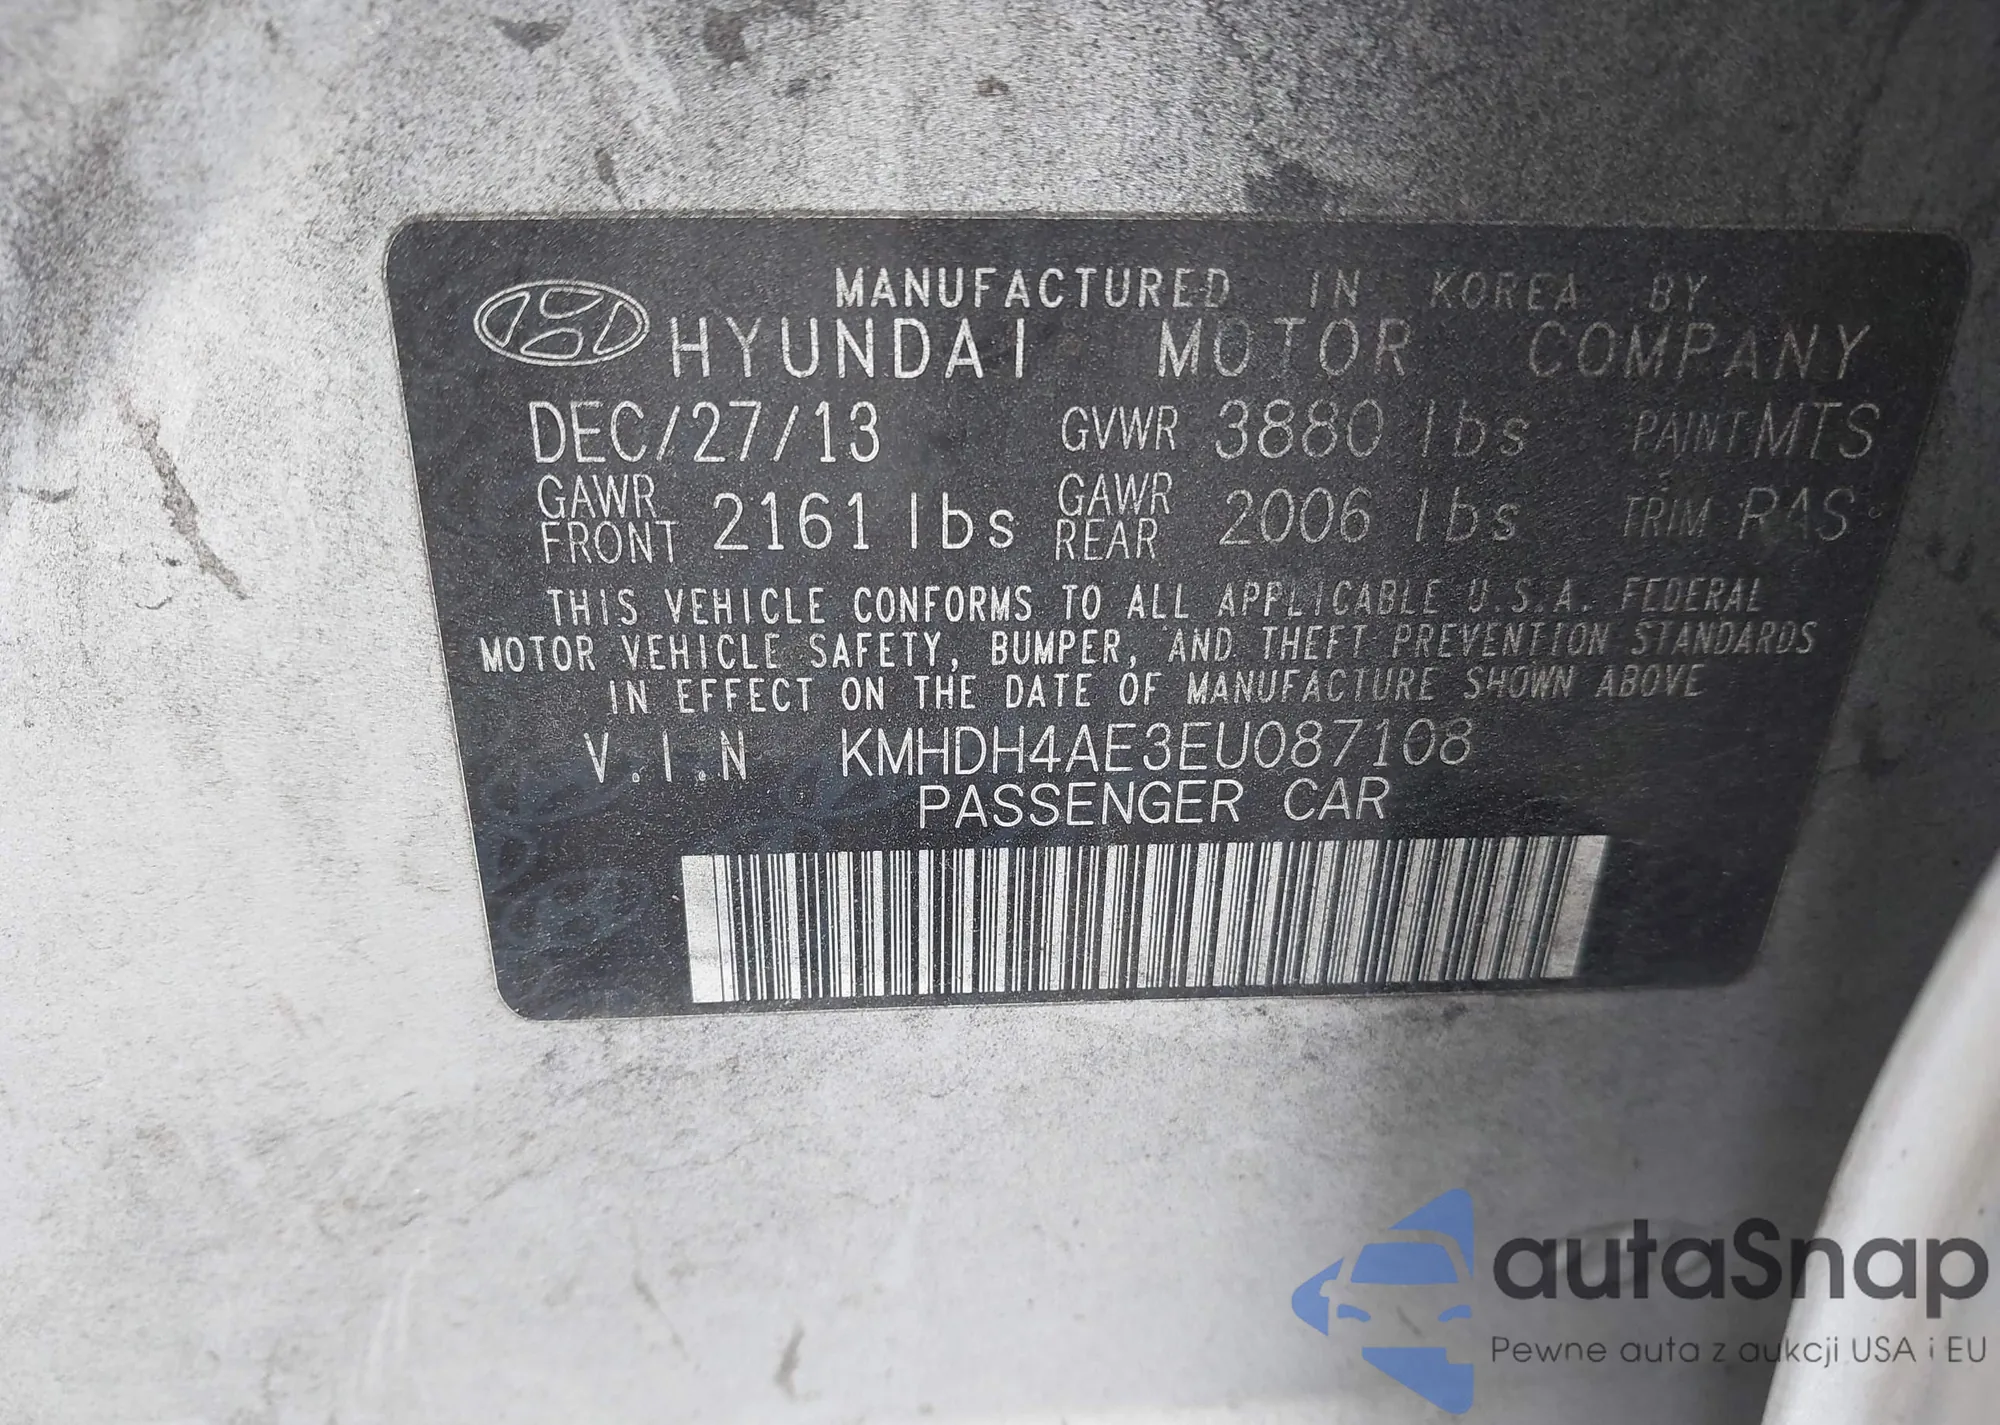 MANUFACTURED IN KOREA BY
HYUNDAI MOTOR COMPANY
DEC/27/13 GVWR 3880 lbs PAINT MTS
GAWR FRONT 2161 lbs GAWR REAR 2006 lbs TRIM RAS
THIS VEHICLE CONFORMS TO ALL APPLICABLE U.S.A. FEDERAL
MOTOR VEHICLE SAFETY, BUMPER, AND THEFT PREVENTION STANDARDS
IN EFFECT ON THE DATE OF MANUFACTURE SHOWN ABOVE
V.I.N KMHDH4AE3EU087108
PASSENGER CAR
autaSnap
Pewne auta z aukcji USA i EU